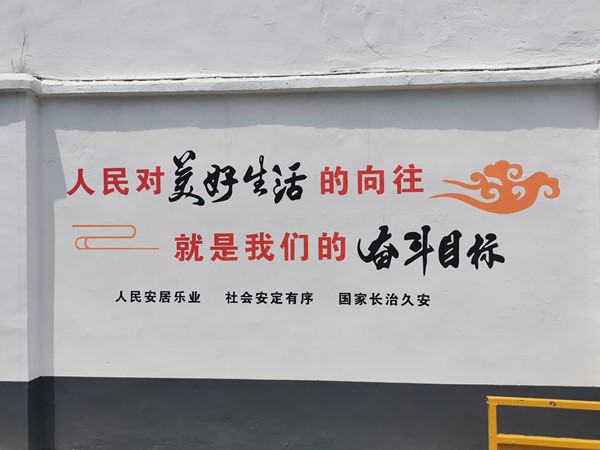 人民对美好生活的向往
就是我们的奋斗目标
人民安居乐业 社会安定有序 国家长治久安